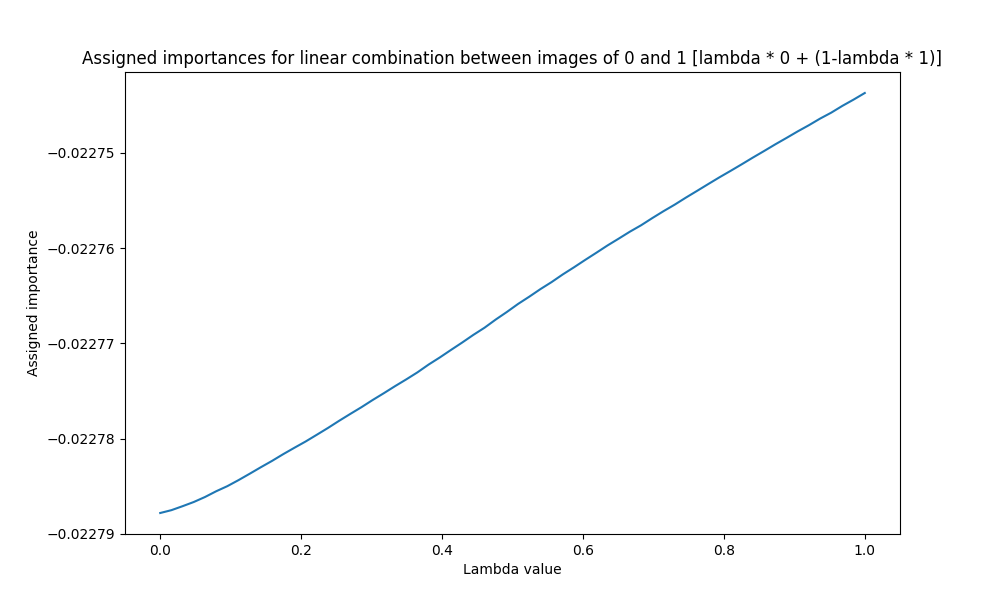 Assigned importances for linear combination between images of 0 and 1 [lambda * 0 + (1-lambda * 1)]
Assigned importance
−0.02275
−0.02276
−0.02277
−0.02278
−0.02279
0.0 0.2 0.4 0.6 0.8 1.0
Lambda value